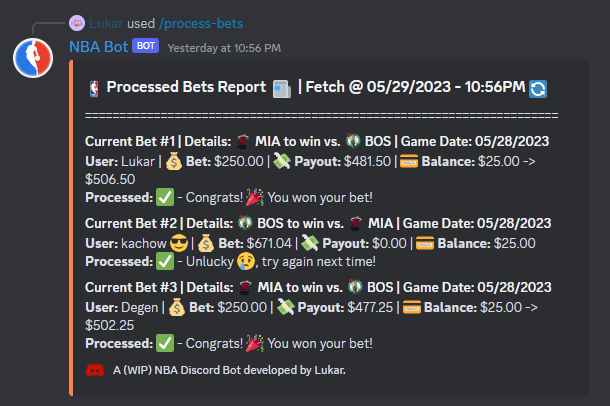 Lukar used /process-bets
NBA Bot BOT Yesterday at 10:56 PM
Processed Bets Report | Fetch @ 05/29/2023 - 10:56PM
====================================================================
Current Bet #1 | Details: MIA to win vs. BOS | Game Date: 05/28/2023
User: Lukar | Bet: $250.00 | Payout: $481.50 | Balance: $25.00 ->
$506.50
Processed: ✅ - Congrats! 🎉 You won your bet!
Current Bet #2 | Details: BOS to win vs. MIA | Game Date: 05/28/2023
User: kachow 😎 | 💰 Bet: $671.04 | 💸 Payout: $0.00 | 💳 Balance: $25.00
Processed: ✅ - Unlucky 😢, try again next time!
Current Bet #3 | Details: MIA to win vs. BOS | Game Date: 05/28/2023
User: Degen | 💰 Bet: $250.00 | 💸 Payout: $477.25 | 💳 Balance: $25.00 ->
$502.25
Processed: ✅ - Congrats! 🎉 You won your bet!
A (WIP) NBA Discord Bot developed by Lukar.